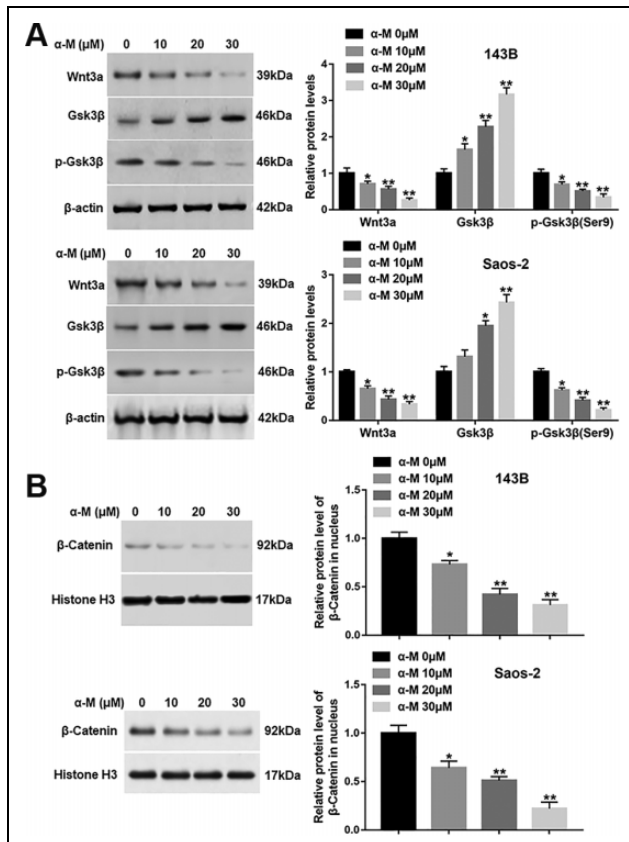 A
α-M (μM) 0 10 20 30
Wnt3a 39kDa
Gsk3β 46kDa
p-Gsk3β 46kDa
β-actin 42kDa
α-M 0μM
α-M 10μM
α-M 20μM
α-M 30μM
143B
Relative protein levels
4
3
2
1
0
* ** **
* ** **
* ** **
Wnt3a Gsk3β p-Gsk3β(Ser9)
α-M (μM) 0 10 20 30
Wnt3a 39kDa
Gsk3β 46kDa
p-Gsk3β 46kDa
β-actin 42kDa
α-M 0μM
α-M 10μM
α-M 20μM
α-M 30μM
Saos-2
Relative protein levels
3
2
1
0
* ** **
* **
* ** **
Wnt3a Gsk3β p-Gsk3β(Ser9)
B
α-M (μM) 0 10 20 30
β-Catenin 92kDa
Histone H3 17kDa
α-M 0μM
α-M 10μM
α-M 20μM
α-M 30μM
143B
Relative protein level of
β-Catenin in nucleus
1.5
1.0
0.5
0.0
* ** **
α-M (μM) 0 10 20 30
β-Catenin 92kDa
Histone H3 17kDa
α-M 0μM
α-M 10μM
α-M 20μM
α-M 30μM
Saos-2
Relative protein level of
β-Catenin in nucleus
1.5
1.0
0.5
0.0
* ** **